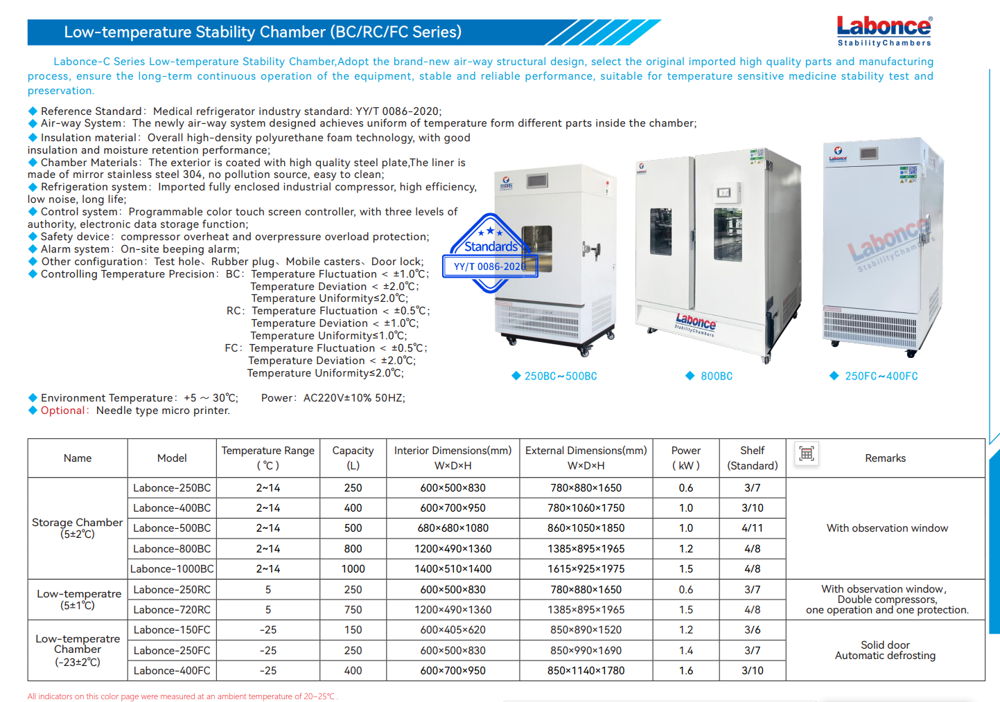 Low-temperature Stability Chamber (BC/RC/FC Series)
Labonce®
StabilityChambers
Labonce-C Series Low-temperature Stability Chamber,Adopt the brand-new air-way structural design, select the original imported high quality parts and manufacturing
process, ensure the long-term continuous operation of the equipment, stable and reliable performance, suitable for temperature sensitive medicine stability test and
preservation.
◆ Reference Standard：Medical refrigerator industry standard: YY/T 0086-2020;
◆ Air-way System：The newly air-way system designed achieves uniform of temperature form different parts inside the chamber;
◆ Insulation material：Overall high-density polyurethane foam technology, with good
insulation and moisture retention performance;
◆ Chamber Materials：The exterior is coated with high quality steel plate,The liner is
made of mirror stainless steel 304, no pollution source, easy to clean;
◆ Refrigeration system：Imported fully enclosed industrial compressor, high efficiency,
low noise, long life;
◆ Control system：Programmable color touch screen controller, with three levels of
authority, electronic data storage function;
◆ Safety device：compressor overheat and overpressure overload protection;
◆ Alarm system：On-site beeping alarm;
◆ Other configuration：Test hole、Rubber plug、Mobile casters、Door lock;
◆ Controlling Temperature Precision：BC：Temperature Fluctuation < ±1.0℃;
Temperature Deviation < ±2.0℃;
Temperature Uniformity≤2.0℃;
RC：Temperature Fluctuation < ±0.5℃;
Temperature Deviation < ±1.0℃;
Temperature Uniformity≤1.0℃;
FC：Temperature Fluctuation < ±0.5℃;
Temperature Deviation < ±2.0℃;
Temperature Uniformity≤2.0℃;
◆ Environment Temperature：+5 ～ 30℃; Power：AC220V±10% 50HZ;
◆ Optional：Needle type micro printer.
Standards
YY/T 0086-2020
Labonce
Labonce
StabilityChambers
Labonce
Labonce
StabilityChambers
◆ 250BC~500BC
◆ 800BC
◆ 250FC~400FC
Name Model Temperature Range (℃) Capacity (L) Interior Dimensions(mm) W×D×H External Dimensions(mm) W×D×H Power (kW) Shelf (Standard) Remarks
Storage Chamber (5±2℃)
Labonce-250BC 2~14 250 600×500×830 780×880×1650 0.6 3/7
Labonce-400BC 2~14 400 600×700×950 780×1060×1750 1.0 3/10
Labonce-500BC 2~14 500 680×680×1080 860×1050×1850 1.0 4/11
Labonce-800BC 2~14 800 1200×490×1360 1385×895×1965 1.2 4/8
Labonce-1000BC 2~14 1000 1400×510×1400 1615×925×1975 1.5 4/8
With observation window
Low-temperatre (5±1℃)
Labonce-250RC 5 250 600×500×830 780×880×1650 0.6 3/7
Labonce-720RC 5 750 1200×490×1360 1385×895×1965 1.5 4/8
With observation window,
Double compressors,
one operation and one protection.
Low-temperatre
Chamber
(-23±2℃)
Labonce-150FC -25 150 600×405×620 850×890×1520 1.2 3/6
Labonce-250FC -25 250 600×500×830 850×990×1690 1.4 3/7
Labonce-400FC -25 400 600×700×950 850×1140×1780 1.6 3/10
Solid door
Automatic defrosting
All indicators on this color page were measured at an ambient temperature of 20~25℃ .